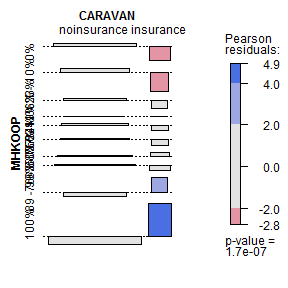 CARAVAN
noinsurance insurance
MHKOOP
0%
100%
Pearson
residuals:
4.9
4.0
2.0
0.0
-2.0
-2.8
p-value =
1.7e-07